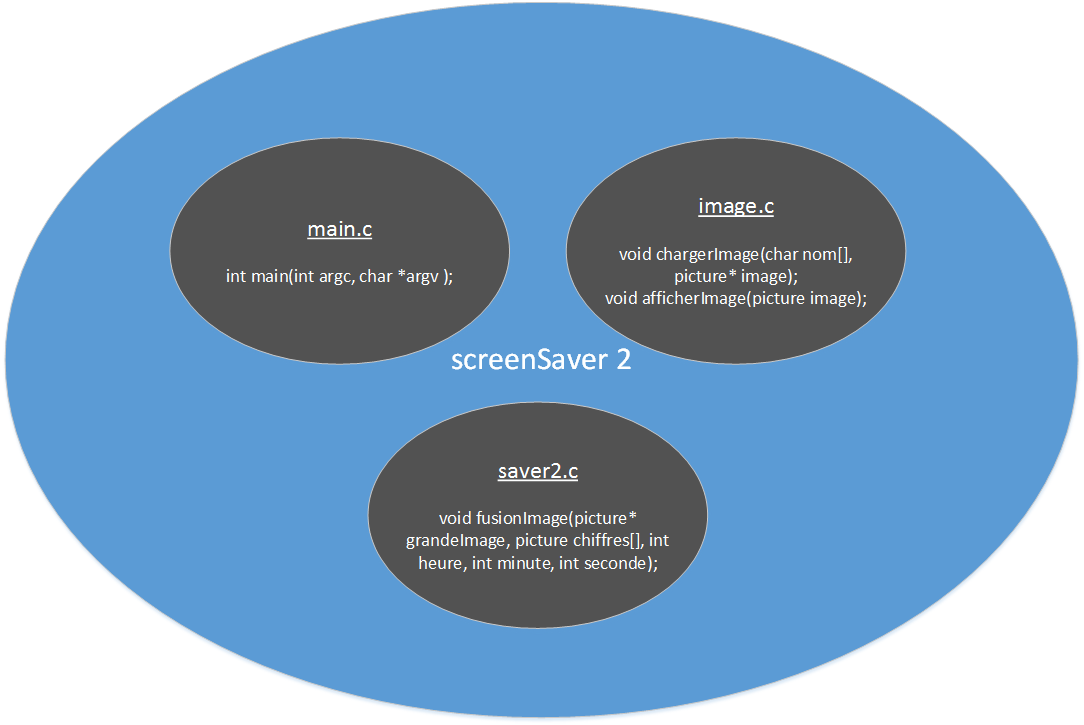 main.c
int main(int argc, char *argv );
image.c
void chargerImage(char nom[],
picture* image);
void afficherImage(picture image);
screenSaver 2
saver2.c
void fusionImage(picture*
grandeImage, picture chiffres[], int
heure, int minute, int seconde);